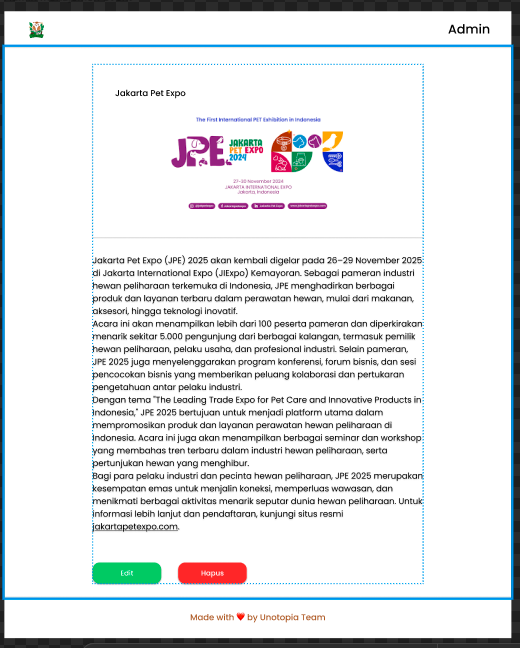 Admin
Jakarta Pet Expo
The First International PET Exhibition in Indonesia
JPE
JAKARTA
PET EXPO
2024
27-30 November 2024
JAKARTA INTERNATIONAL EXPO
Jakarta, Indonesia
Jakarta Pet Expo (JPE) 2025 akan kembali digelar pada 26–29 November 2025
di Jakarta International Expo (JIExpo) Kemayoran. Sebagai pameran industri
hewan peliharaan terkemuka di Indonesia, JPE menghadirkan berbagai
produk dan layanan terbaru dalam perawatan hewan, mulai dari makanan,
aksesori, hingga teknologi inovatif.
Acara ini akan menampilkan lebih dari 100 peserta pameran dan diperkirakan
menarik sekitar 5.000 pengunjung dari berbagai kalangan, termasuk pemilik
hewan peliharaan, pelaku usaha, dan profesional industri. Selain pameran,
JPE 2025 juga menyelenggarakan program konferensi, forum bisnis, dan sesi
pencocokan bisnis yang memberikan peluang kolaborasi dan pertukaran
pengetahuan antar pelaku industri.
Dengan tema "The Leading Trade Expo for Pet Care and Innovative Products in
Indonesia," JPE 2025 bertujuan untuk menjadi platform utama dalam
mempromosikan produk dan layanan perawatan hewan peliharaan di
Indonesia. Acara ini juga akan menampilkan berbagai seminar dan workshop
yang membahas tren terbaru dalam industri hewan peliharaan, serta
pertunjukan hewan yang menghibur.
Bagi para pelaku industri dan pecinta hewan peliharaan, JPE 2025 merupakan
kesempatan emas untuk menjalin koneksi, memperluas wawasan, dan
menikmati berbagai aktivitas menarik seputar dunia hewan peliharaan. Untuk
informasi lebih lanjut dan pendaftaran, kunjungi situs resmi
jakartapetexpo.com.
Edit
Hapus
Made with ❤️ by Unotopia Team